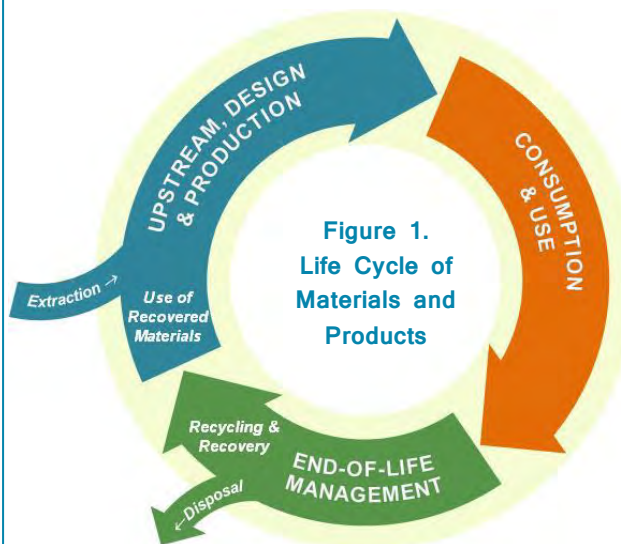 UPSTREAM, DESIGN
& PRODUCTION
CONSUMPTION
& USE
Figure 1.
Life Cycle of
Materials and
Products
Extraction →
Use of
Recovered
Materials
Recycling &
Recovery
END-OF-LIFE
MANAGEMENT
←Disposal